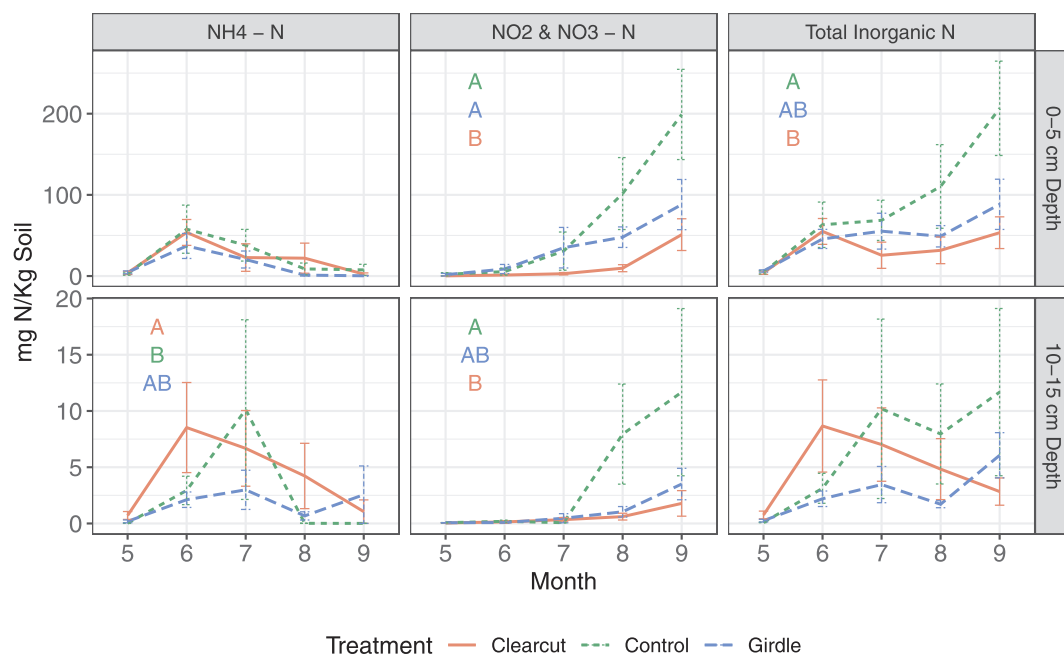 NH4 − N NO2 & NO3 − N Total Inorganic N
mg N/Kg Soil
200
100
0
A
A
B
A
AB
B
0−5 cm Depth
20
15
10
5
0
A
B
AB
A
AB
B
10−15 cm Depth
5 6 7 8 9 5 6 7 8 9 5 6 7 8 9
Month
Treatment Clearcut Control Girdle